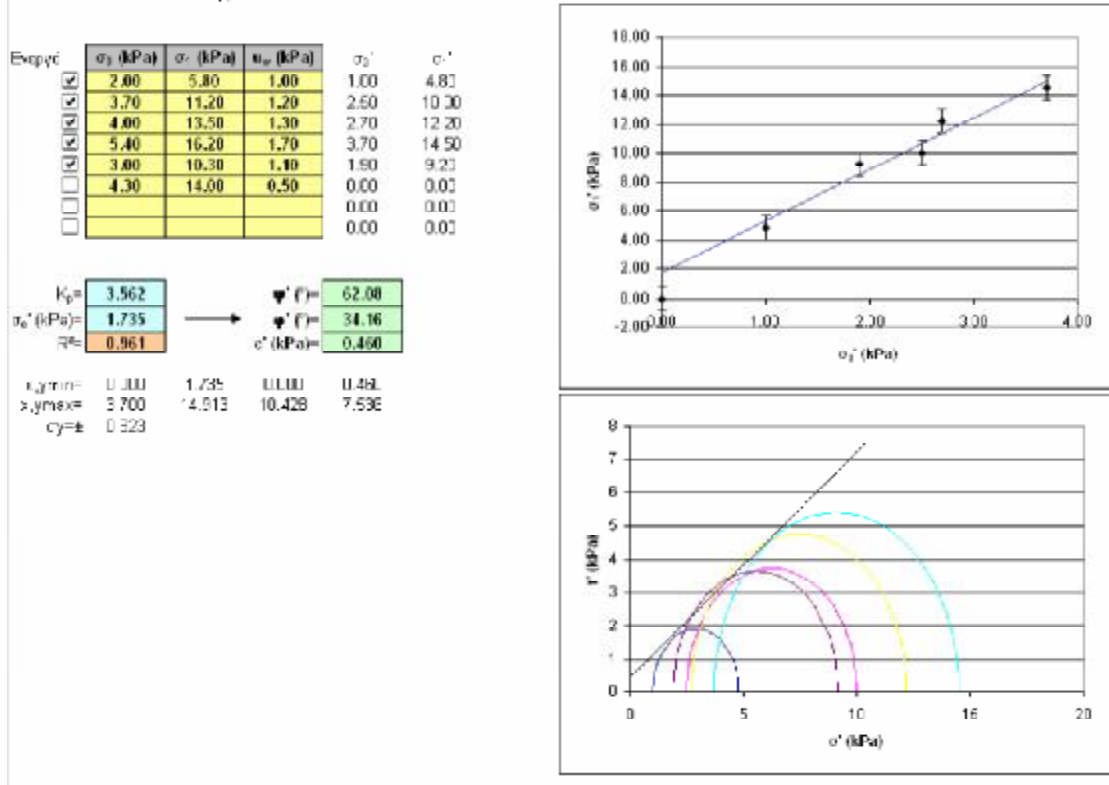 Ενεργό σ₃ (kPa) σ₁ (kPa) u_w (kPa) σ₃' σ₁'
2.00 5.80 1.00 1.00 4.80
3.70 11.20 1.20 2.50 10.00
4.00 13.50 1.30 2.70 12.20
5.40 16.20 1.70 3.70 14.50
3.00 10.30 1.10 1.90 9.20
4.30 14.00 0.50 0.00 0.00
0.00 0.00
0.00 0.00
Kp= 3.562 φ' (°)= 62.08
σ₀' (kPa)= 1.735 φ' (°)= 34.16
R²= 0.961 c' (kPa)= 0.460
x,ymin= 0.000 1.735 0.000 0.460
x,ymax= 3.700 14.913 10.428
σy=±
18.00
16.00
14.00
12.00
10.00
8.00
6.00
4.00
2.00
0.00
-2.00
0.00 1.00 2.00 3.00 4.00
σ₁' (kPa)
σ₃' (kPa)
8
7
6
5
4
3
2
1
0
0 5 10 15 20
τ' (kPa)
σ' (kPa)